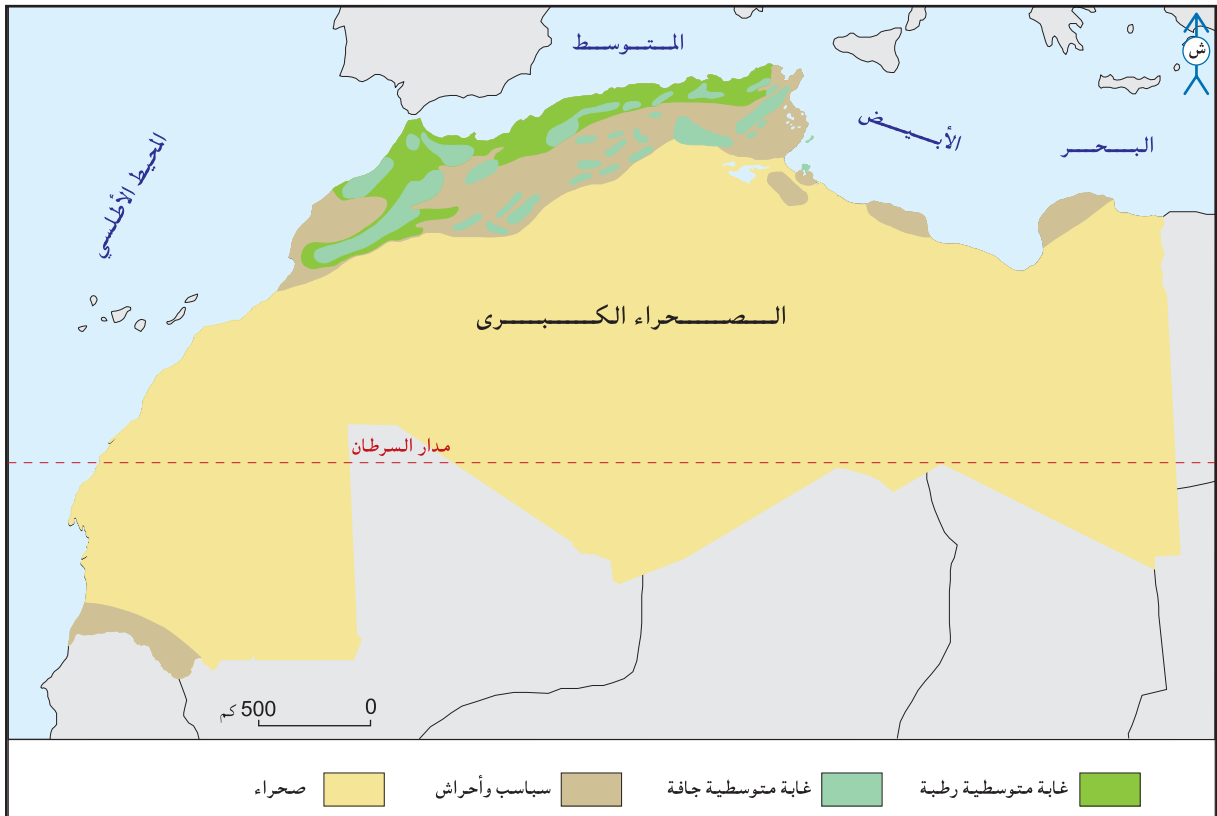 المتوسط
ش
الأبيض
البحر
المحيط الأطلسي
الصحراء الكبرى
مدار السرطان
0 500 كم
غابة متوسطية رطبة
غابة متوسطية جافة
سباسب وأحراش
صحراء